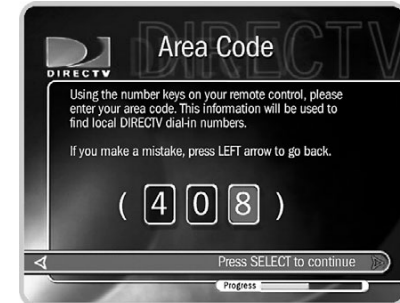 DIRECTV
Area Code
DIRECTV
Using the number keys on your remote control, please
enter your area code. This information will be used to
find local DIRECTV dial-in numbers.
If you make a mistake, press LEFT arrow to go back.
( 4 0 8 )
Press SELECT to continue
Progress